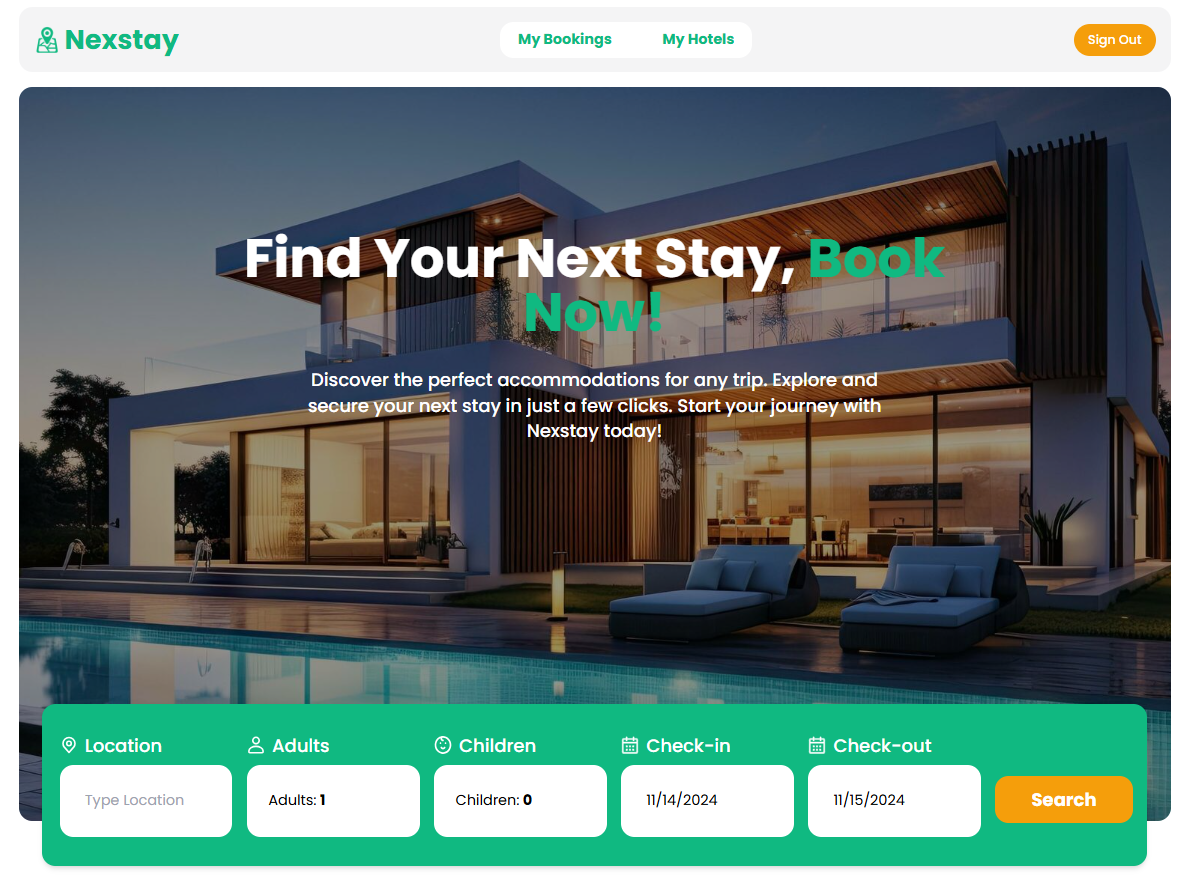 Nexstay
My Bookings My Hotels
Sign Out
Find Your Next Stay, Book
Now!
Discover the perfect accommodations for any trip. Explore and
secure your next stay in just a few clicks. Start your journey with
Nexstay today!
Location Adults Children Check-in Check-out
Type Location Adults: 1 Children: 0 11/14/2024 11/15/2024 Search